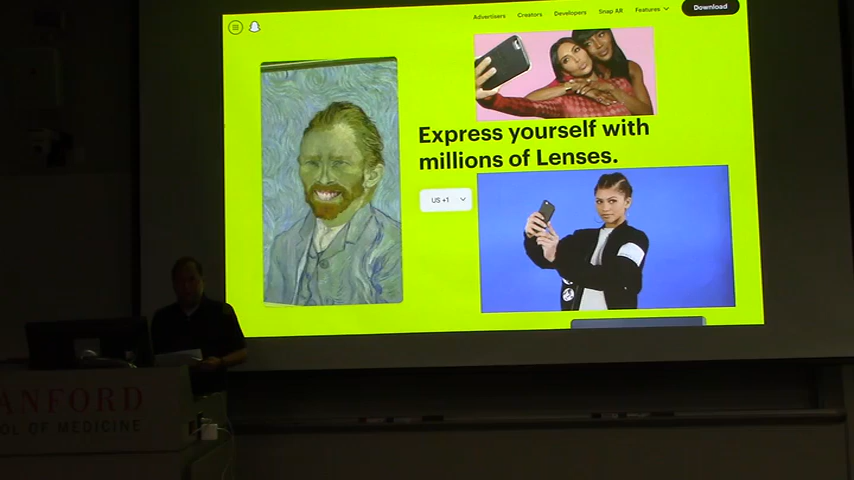 Advertisers Creators Developers Snap AR Features Download
Express yourself with
millions of Lenses.
US +1
ANFORD
OL OF MEDICINE